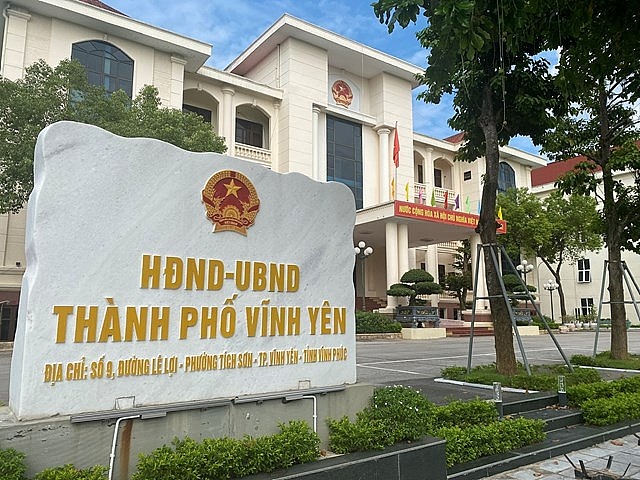 HĐND-UBND
THÀNH PHỐ VĨNH YÊN
ĐỊA CHỈ: SỐ 9, ĐƯỜNG LÊ LỢI - PHƯỜNG TÍCH SƠN - TP. VĨNH YÊN - TỈNH VĨNH PHÚC
NƯỚC CỘNG HÒA XÃ HỘI CHỦ NGHĨA VIỆT